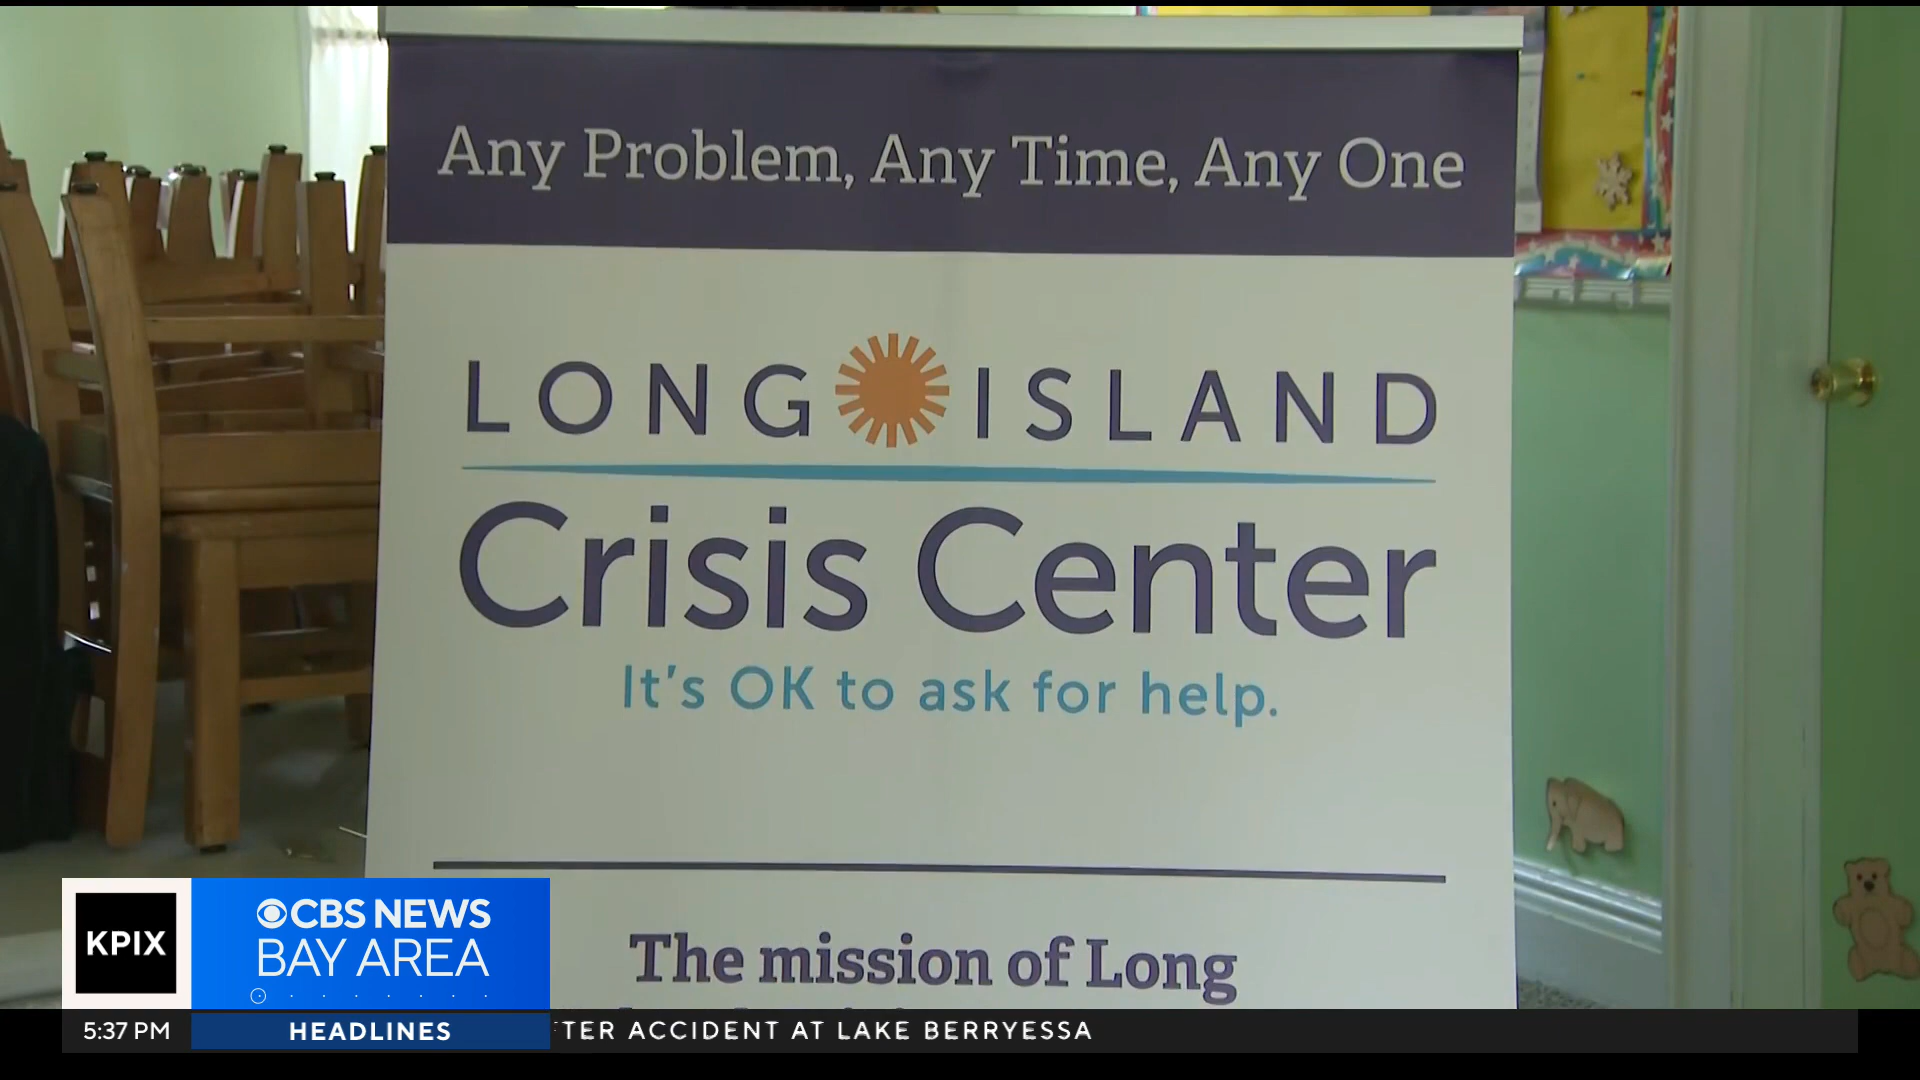 Any Problem, Any Time, Any One
LONG ISLAND
Crisis Center
It's OK to ask for help.
The mission of Long
KPIX
CBS NEWS
BAY AREA
5:37 PM
HEADLINES
ACCIDENT AT LAKE BERRYESSA